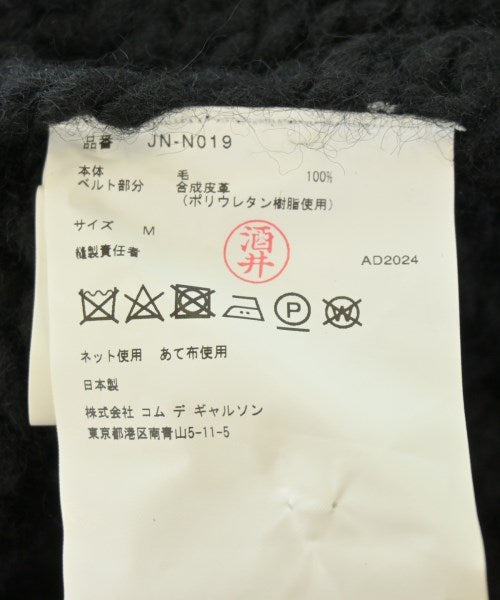 品番 JN-N019
本体 毛 100%
ベルト部分 合成皮革
(ポリウレタン樹脂使用)
サイズ M
縫製責任者 酒井 AD2024
P W
ネット使用 あて布使用
日本製
株式会社 コム デ ギャルソン
東京都港区南青山5-11-5